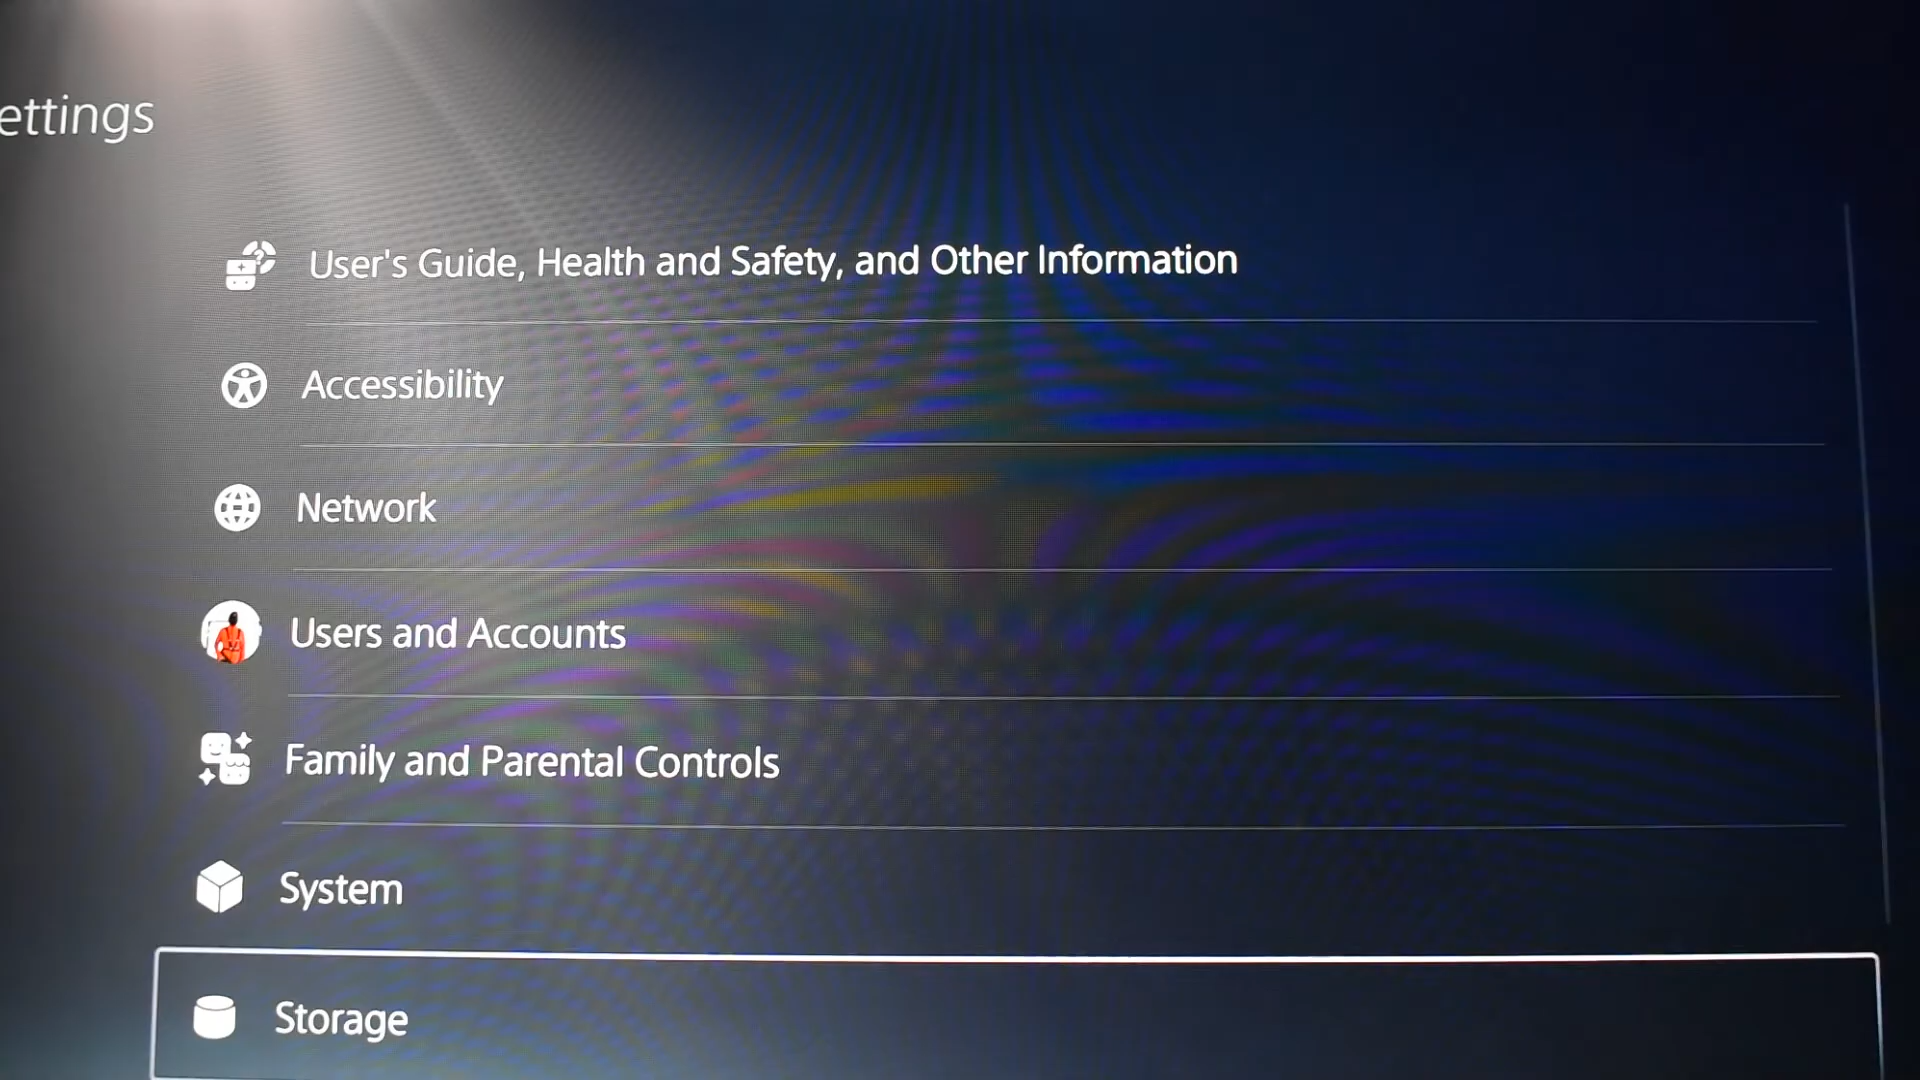 ettings
User's Guide, Health and Safety, and Other Information
Accessibility
Network
Users and Accounts
Family and Parental Controls
System
Storage